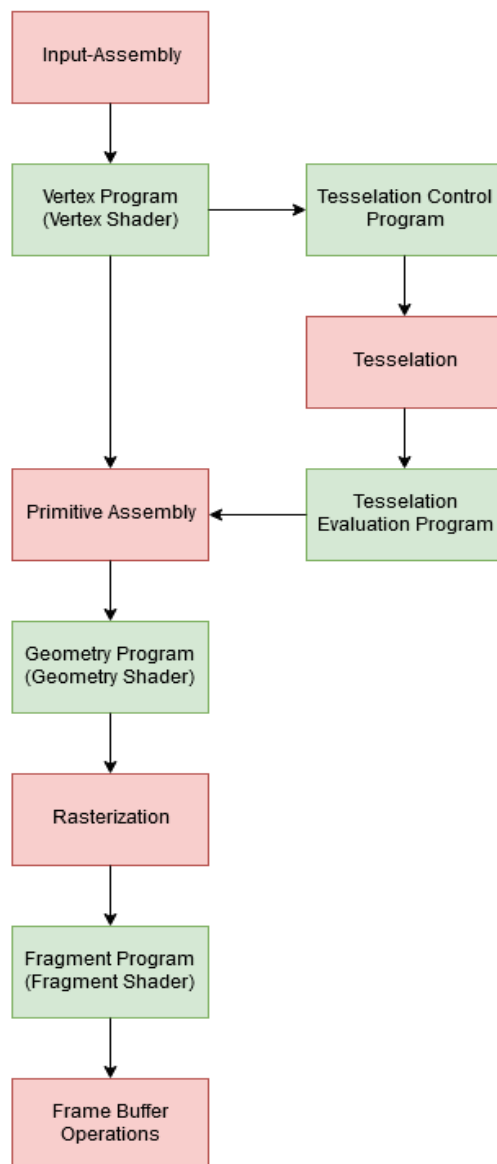 Input-Assembly
Vertex Program
(Vertex Shader)
Tesselation Control
Program
Tesselation
Primitive Assembly
Tesselation
Evaluation Program
Geometry Program
(Geometry Shader)
Rasterization
Fragment Program
(Fragment Shader)
Frame Buffer
Operations